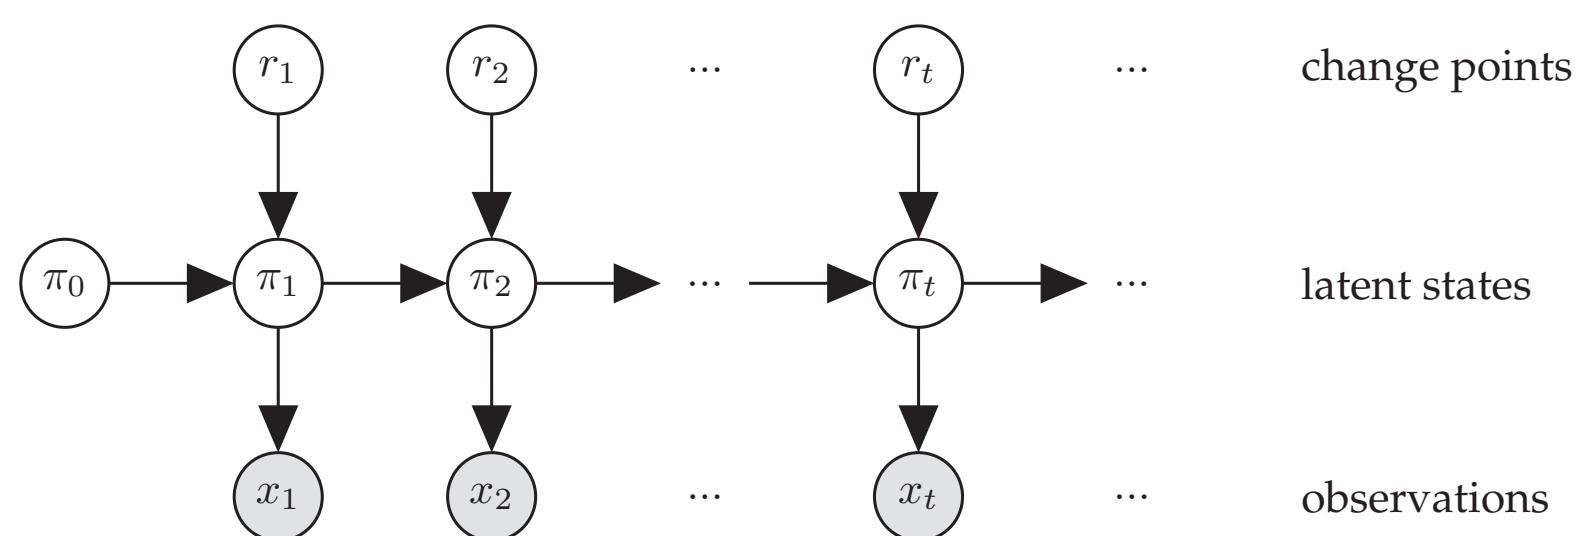 r₁ r₂ ... rₜ ... change points
π₀ π₁ π₂ ... πₜ ... latent states
x₁ x₂ ... xₜ ... observations